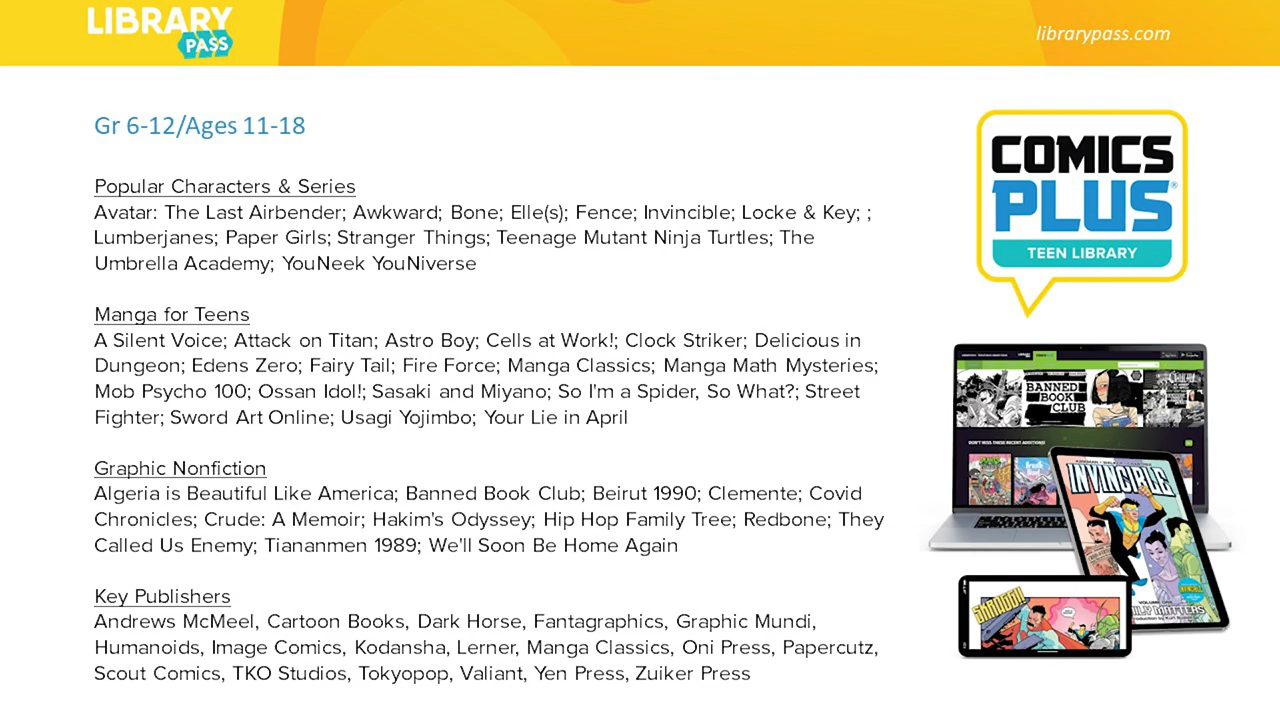 LIBRARY
PASS
librarypass.com
Gr 6-12/Ages 11-18
Popular Characters & Series
Avatar: The Last Airbender; Awkward; Bone; Elle(s); Fence; Invincible; Locke & Key; ;
Lumberjanes; Paper Girls; Stranger Things; Teenage Mutant Ninja Turtles; The
Umbrella Academy; YouNeek YouNiverse
Manga for Teens
A Silent Voice; Attack on Titan; Astro Boy; Cells at Work!; Clock Striker; Delicious in
Dungeon; Edens Zero; Fairy Tail; Fire Force; Manga Classics; Manga Math Mysteries;
Mob Psycho 100; Ossan Idol!; Sasaki and Miyano; So I'm a Spider, So What?; Street
Fighter; Sword Art Online; Usagi Yojimbo; Your Lie in April
Graphic Nonfiction
Algeria is Beautiful Like America; Banned Book Club; Beirut 1990; Clemente; Covid
Chronicles; Crude: A Memoir; Hakim's Odyssey; Hip Hop Family Tree; Redbone; They
Called Us Enemy; Tiananmen 1989; We'll Soon Be Home Again
Key Publishers
Andrews McMeel, Cartoon Books, Dark Horse, Fantagraphics, Graphic Mundi,
Humanoids, Image Comics, Kodansha, Lerner, Manga Classics, Oni Press, Papercutz,
Scout Comics, TKO Studios, Tokyopop, Valiant, Yen Press, Zuiker Press
COMICS
PLUS®
TEEN LIBRARY
BANNED
BOOK
CLUB
DON'T MISS THESE RECENT ADDITIONS!
INVINCIBLE
MATTERS